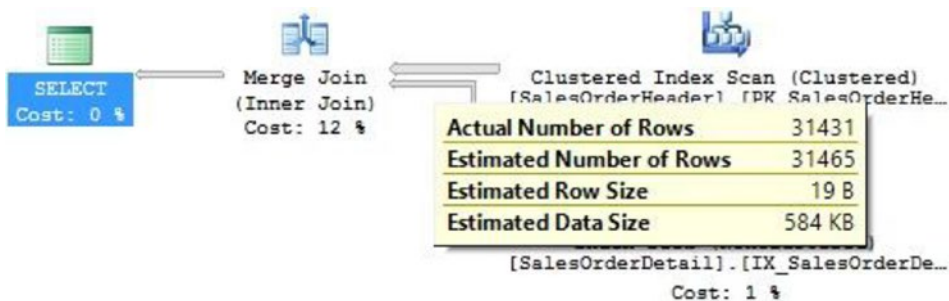 SELECT
Cost: 0 %
Merge Join
(Inner Join)
Cost: 12 %
Clustered Index Scan (Clustered)
[SalesOrderHeader].[PK_SalesOrderHe…
Actual Number of Rows 31431
Estimated Number of Rows 31465
Estimated Row Size 19 B
Estimated Data Size 584 KB
[SalesOrderDetail].[IX_SalesOrderDe…
Cost: 1 %